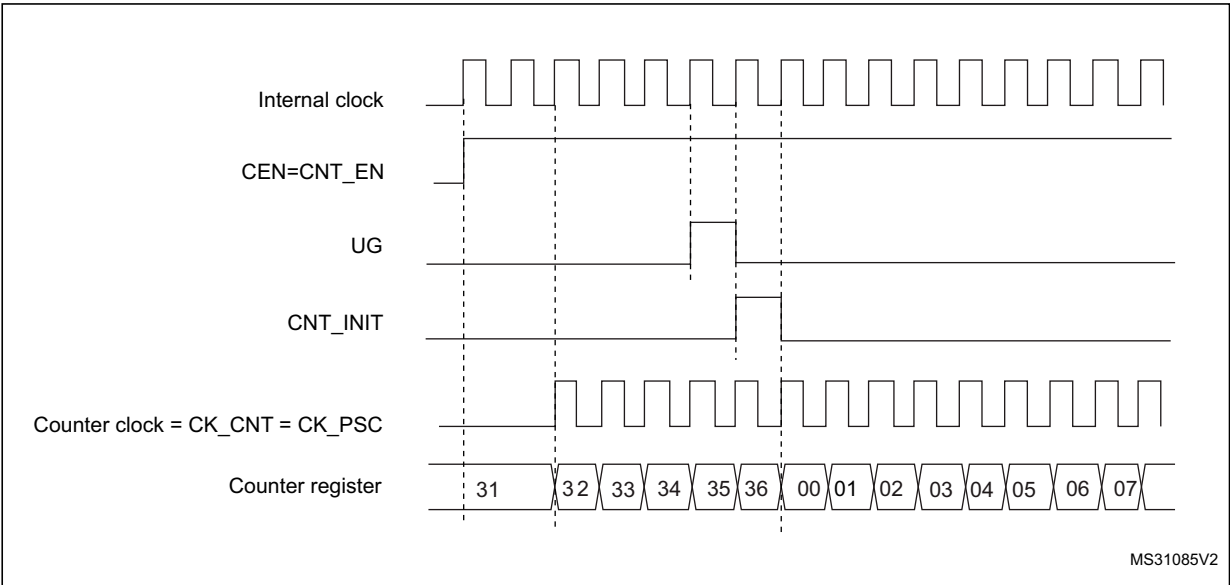 Internal clock
CEN=CNT_EN
UG
CNT_INIT
Counter clock = CK_CNT = CK_PSC
Counter register 31 32 33 34 35 36 00 01 02 03 04 05 06 07
MS31085V2